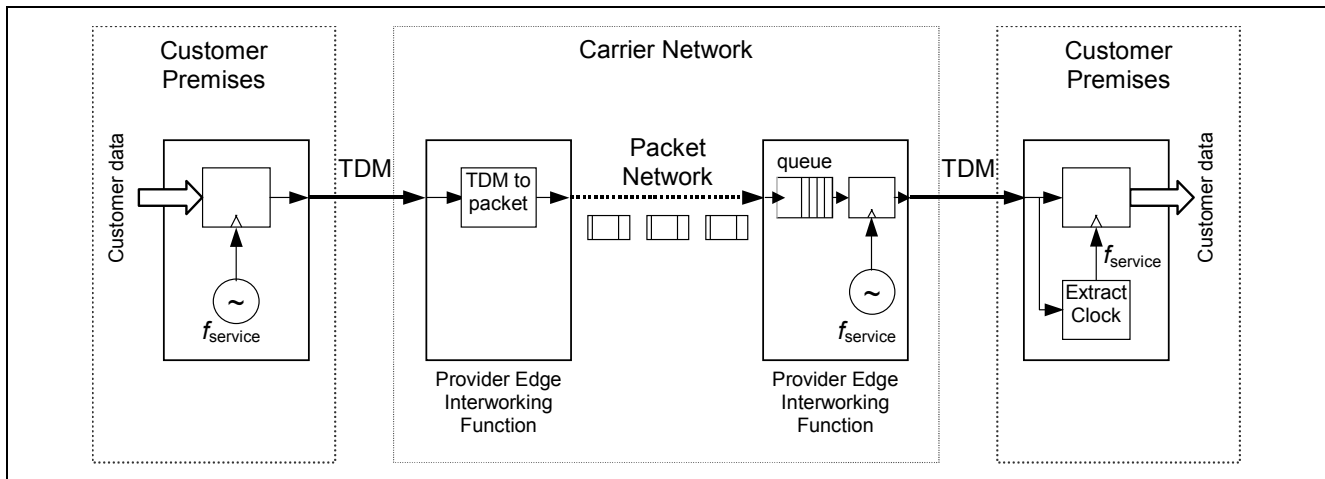 Customer
Premises
Carrier Network
Customer
Premises
Customer data
TDM
TDM to
packet
Packet
Network
queue
TDM
Customer data
~
fservice
~
fservice
fservice
Extract
Clock
Provider Edge
Interworking
Function
Provider Edge
Interworking
Function